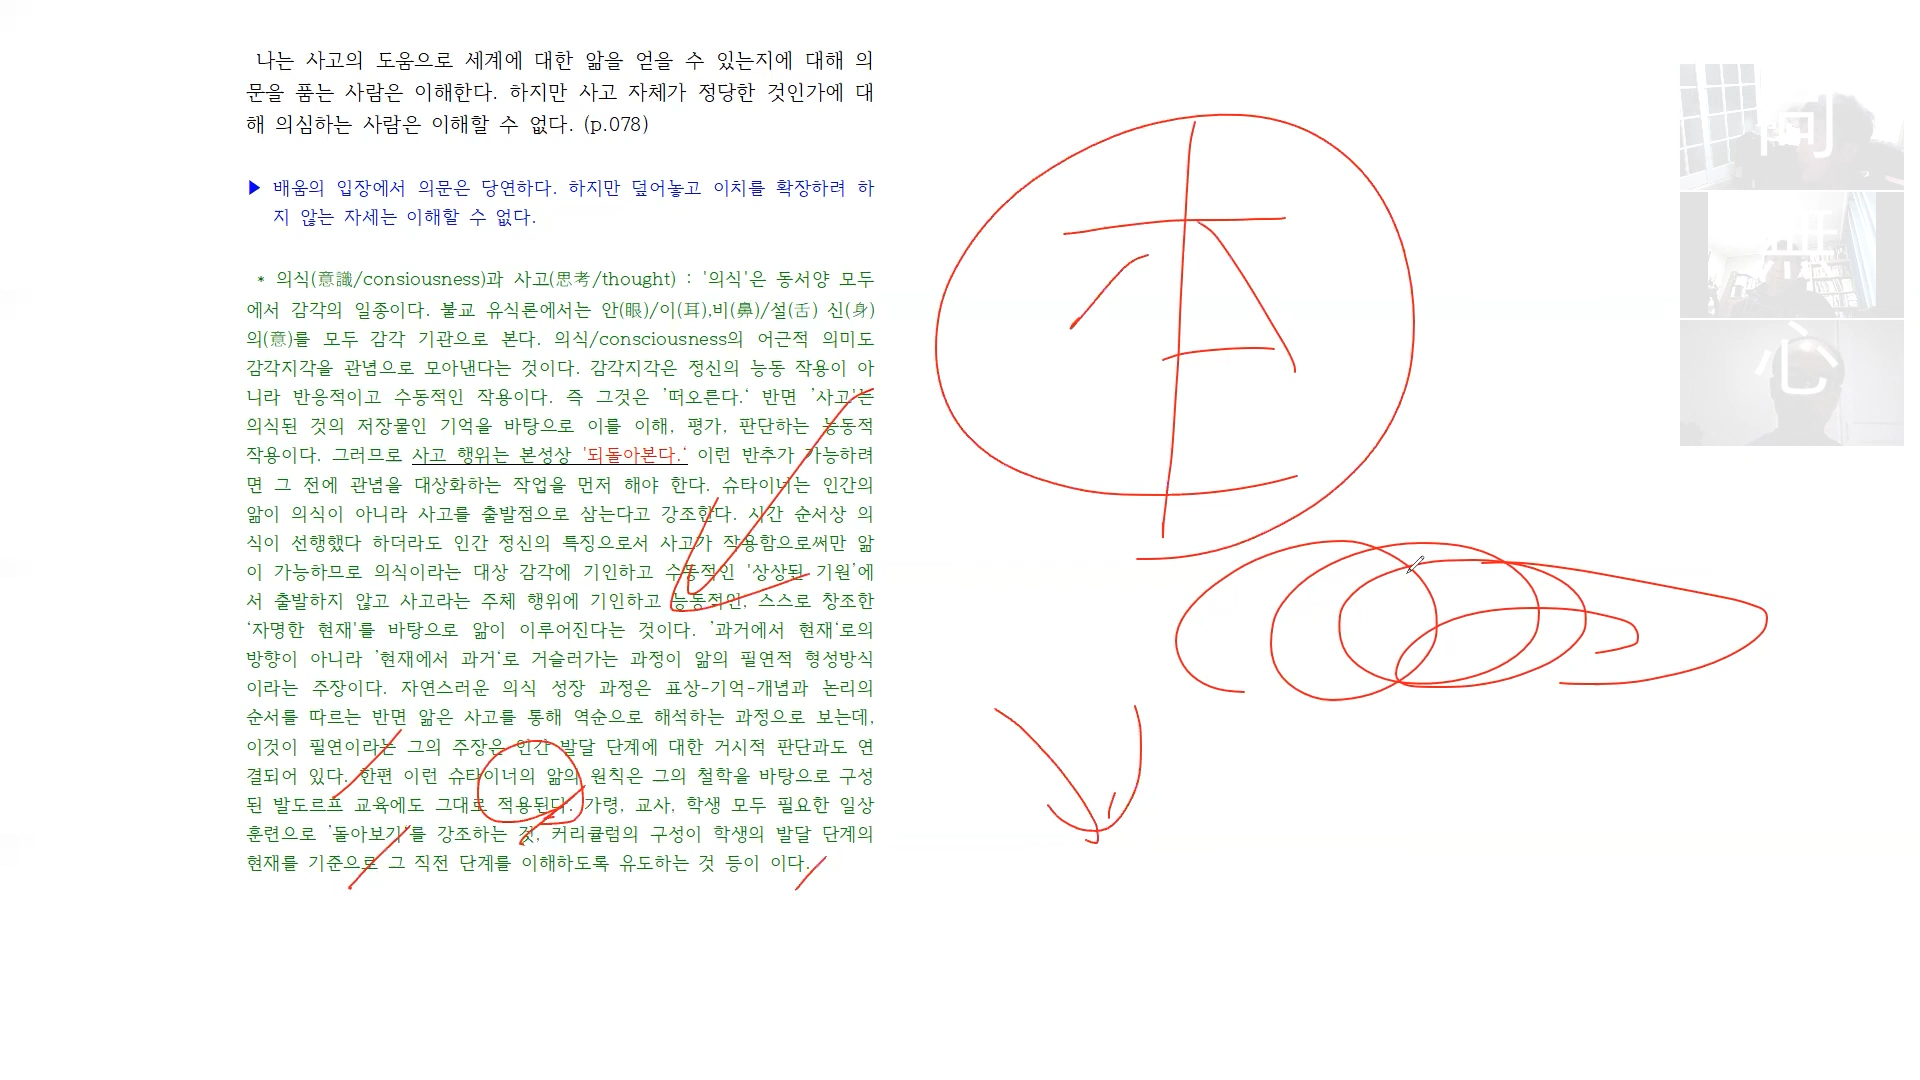 나는 사고의 도움으로 세계에 대한 앎을 얻을 수 있는지에 대해 의
문을 품는 사람은 이해한다. 하지만 사고 자체가 정당한 것인가에 대
해 의심하는 사람은 이해할 수 없다. (p.078)
▶ 배움의 입장에서 의문은 당연하다. 하지만 덮어놓고 이치를 확장하려 하
지 않는 자세는 이해할 수 없다.
* 의식(意識/consiousness)과 사고(思考/thought) : '의식'은 동서양 모두
에서 감각의 일종이다. 불교 유식론에서는 안(眼)/이(耳),비(鼻)/설(舌) 신(身)
의(意)를 모두 감각 기관으로 본다. 의식/consciousness의 어근적 의미도
감각지각을 관념으로 모아낸다는 것이다. 감각지각은 정신의 능동 작용이 아
니라 반응적이고 수동적인 작용이다. 즉 그것은 '떠오른다.' 반면 '사고'는
의식된 것의 저장물인 기억을 바탕으로 이를 이해, 평가, 판단하는 능동적
작용이다. 그러므로 사고 행위는 본성상 '되돌아본다.' 이런 반추가 가능하려
면 그 전에 관념을 대상화하는 작업을 먼저 해야 한다. 슈타이너는 인간의
앎이 의식이 아니라 사고를 출발점으로 삼는다고 강조한다. 시간 순서상 의
식이 선행했다 하더라도 인간 정신의 특징으로서 사고가 작용함으로써만 앎
이 가능하므로 의식이라는 대상 감각에 기인하고 수동적인 '상상된 기원'에
서 출발하지 않고 사고라는 주체 행위에 기인하고 능동적인, 스스로 창조한
'자명한 현재'를 바탕으로 앎이 이루어진다는 것이다. '과거에서 현재'로의
방향이 아니라 '현재에서 과거'로 거슬러가는 과정이 앎의 필연적 형성방식
이라는 주장이다. 자연스러운 의식 성장 과정은 표상-기억-개념과 논리의
순서를 따르는 반면 앎은 사고를 통해 역순으로 해석하는 과정으로 보는데,
이것이 필연이라는 그의 주장은 인간 발달 단계에 대한 거시적 판단과도 연
결되어 있다. 한편 이런 슈타이너의 앎의 원칙은 그의 철학을 바탕으로 구성
된 발도르프 교육에도 그대로 적용된다. 가령, 교사, 학생 모두 필요한 일상
훈련으로 '돌아보기'를 강조하는 것, 커리큘럼의 구성이 학생의 발달 단계의
현재를 기준으로 그 직전 단계를 이해하도록 유도하는 것 등이 이다.
本
心